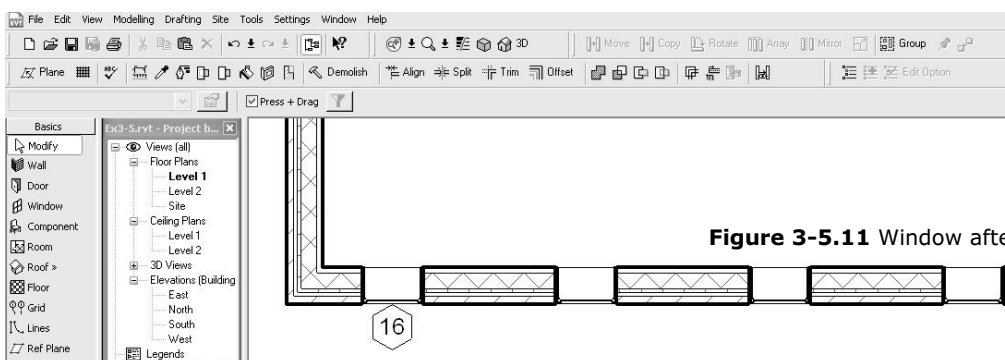 File Edit View Modelling Drafting Site Tools Settings Window Help
3D Move Copy Rotate Array Mirror Group
Plane Demolish Align Split Trim Offset Edit Option
Press + Drag
Basics
Modify
Wall
Door
Window
Component
Room
Roof »
Floor
Grid
Lines
Ref Plane
Ex3-5.rvt - Project b...
Views (all)
Floor Plans
Level 1
Level 2
Site
Ceiling Plans
Level 1
Level 2
3D Views
Elevations (Building
East
North
South
West
Legends
Figure 3-5.11 Window afte
16